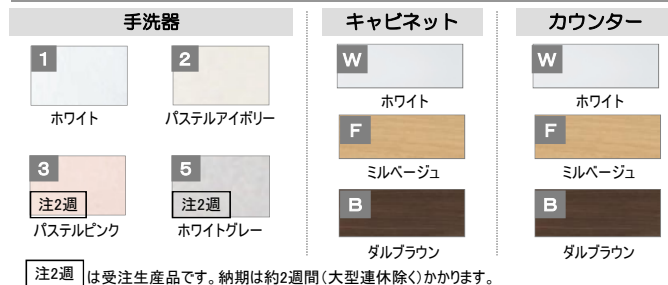 手洗器
1
ホワイト
2
パステルアイボリー
3
注2週
パステルピンク
5
注2週
ホワイトグレー
キャビネット
W
ホワイト
F
ミルベージュ
B
ダルブラウン
カウンター
W
ホワイト
F
ミルベージュ
B
ダルブラウン
注2週 は受注生産品です。納期は約2週間(大型連休除く)かかります。